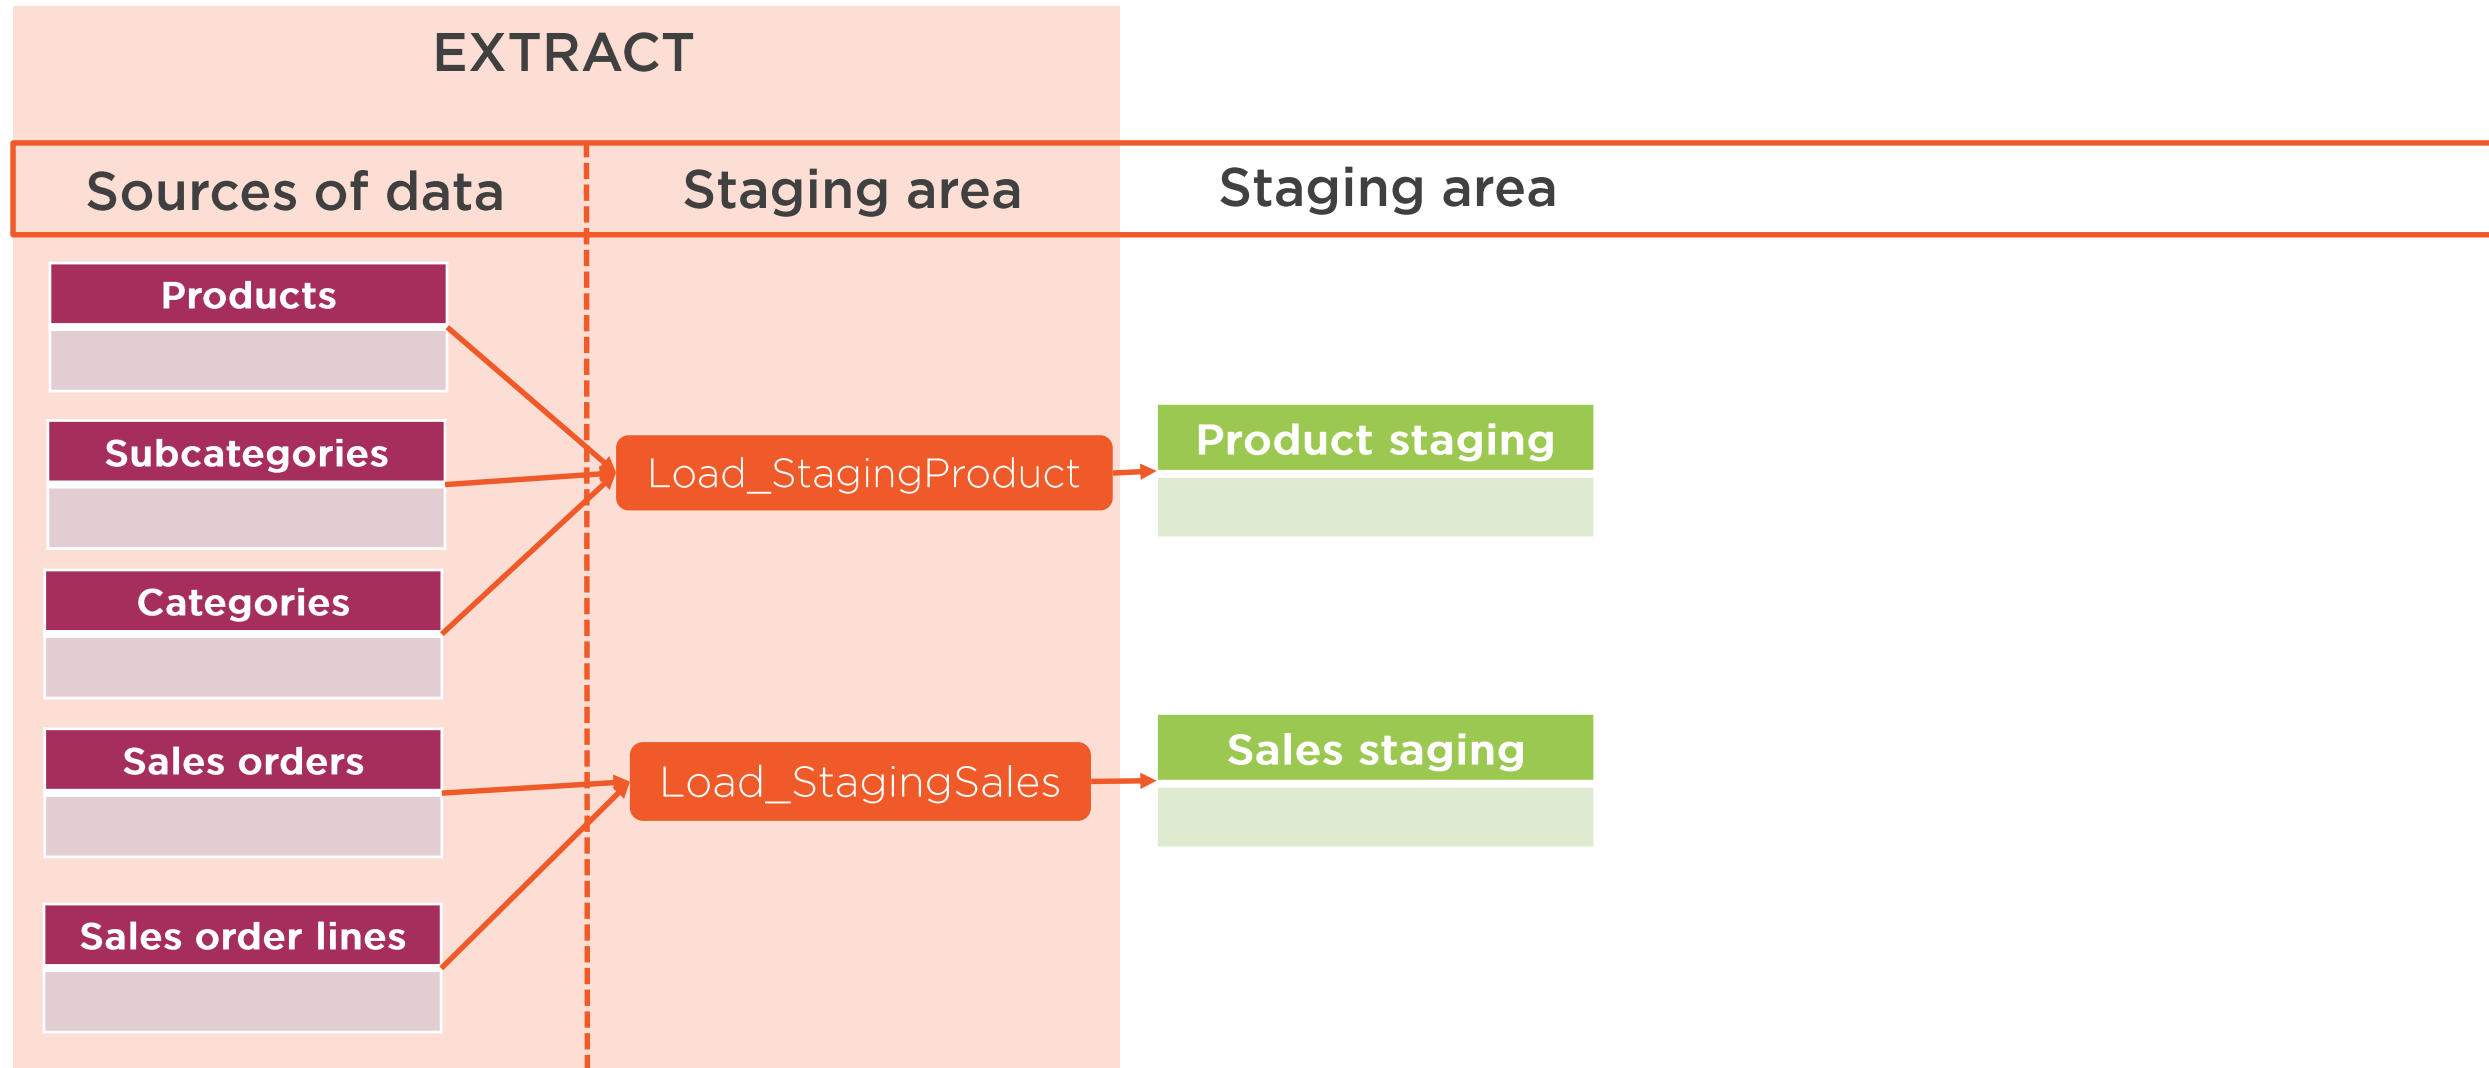 EXTRACT
Sources of data
Staging area
Staging area
Products
Subcategories
Categories
Sales orders
Sales order lines
Load_StagingProduct
Load_StagingSales
Product staging
Sales staging